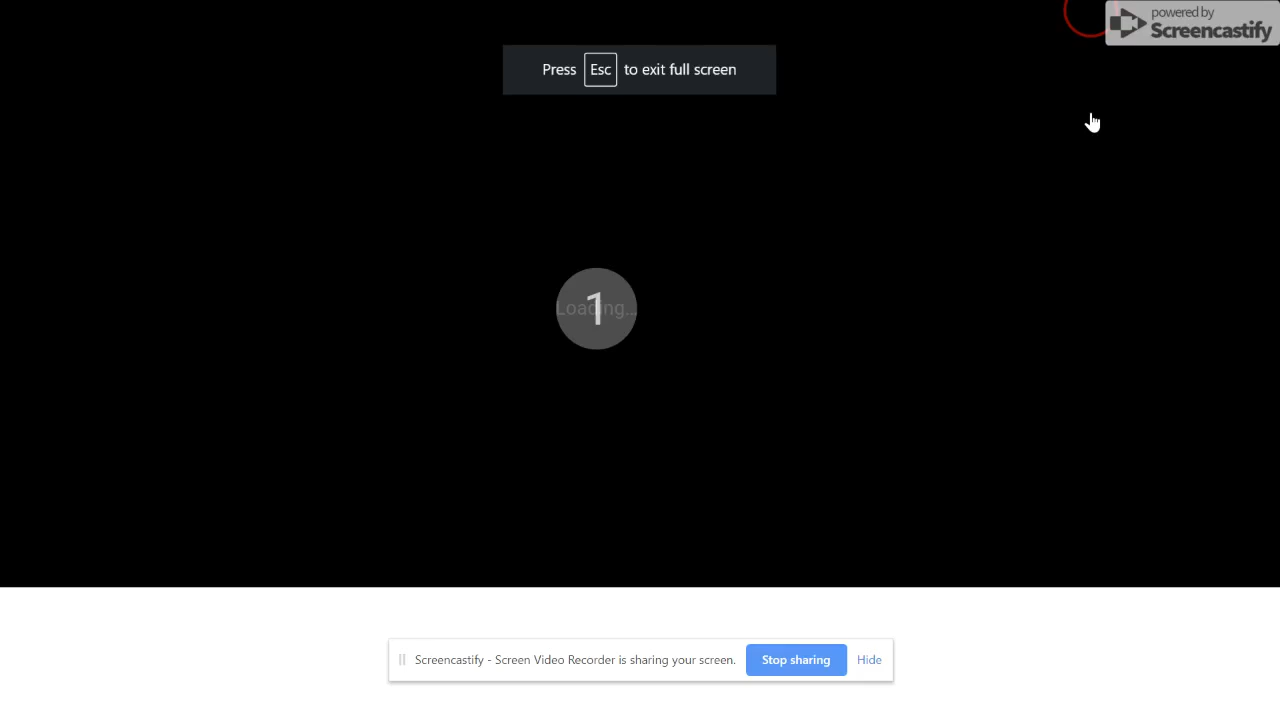 powered by
Screencastify
Press Esc to exit full screen
Loading...
1
Screencastify - Screen Video Recorder is sharing your screen. Stop sharing Hide